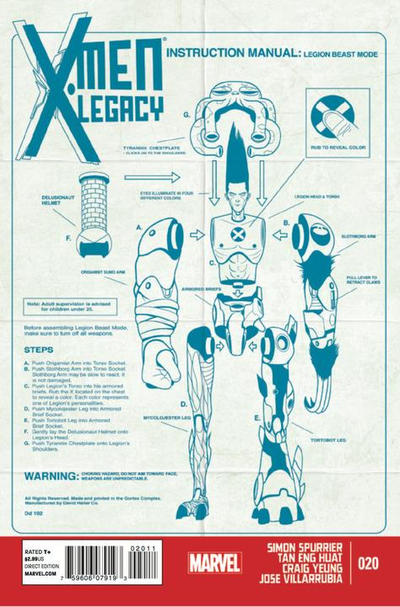 X-MEN
LEGACY
INSTRUCTION MANUAL: LEGION BEAST MODE
G.
TYRANNIX CHESTPLATE
- CLICKS ON TO THE SHOULDERS
RUB TO REVEAL COLOR
DELUSIONAUT
HELMET
EYES ILLUMINATE IN FOUR
DIFFERENT COLORS
LEGION HEAD & TORSO
F.
A.
B.
SLOTHBORG ARM
ORIGAMIST SUMO ARM
C.
PULL LEVER TO
RETRACT CLAWS
ARMORED BRIEFS
Note: Adult supervision is advised
for children under 25.
Before assembling Legion Beast Mode,
make sure to turn off all weapons.
STEPS
A. Push Origamist Arm into Torso Socket.
B. Push Slothborg Arm into Torso Socket.
Slothborg Arm may be slow to react. It
is not damaged.
C. Push Legion's Torso into his armored
briefs. Rub the X located on the chest
to reveal a color. Each color represents
one of Legion's personalities.
D. Push Mycolojester Leg into Armored
Brief Socket.
E. Push Tortobot Leg into Armored
Brief Socket.
F. Gently lay the Delusionaut Helmet onto
Legion's Head.
G. Push Tyrannix Chestplate onto Legion's
Shoulders.
D.
MYCOLOJESTER LEG
E.
TORTOBOT LEG
WARNING: CHOKING HAZARD, DO NOT AIM TOWARD FACE,
WEAPONS ARE UNPREDICTABLE.
All Rights Reserved. Made and printed in the Cortex Complex.
Manufactured by David Haller Co.
Dd 192
RATED T+
$2.99US
DIRECT EDITION
MARVEL.COM
02011
7 59606 07919 3
MARVEL
SIMON SPURRIER
TAN ENG HUAT
CRAIG YEUNG
JOSE VILLARRUBIA
020